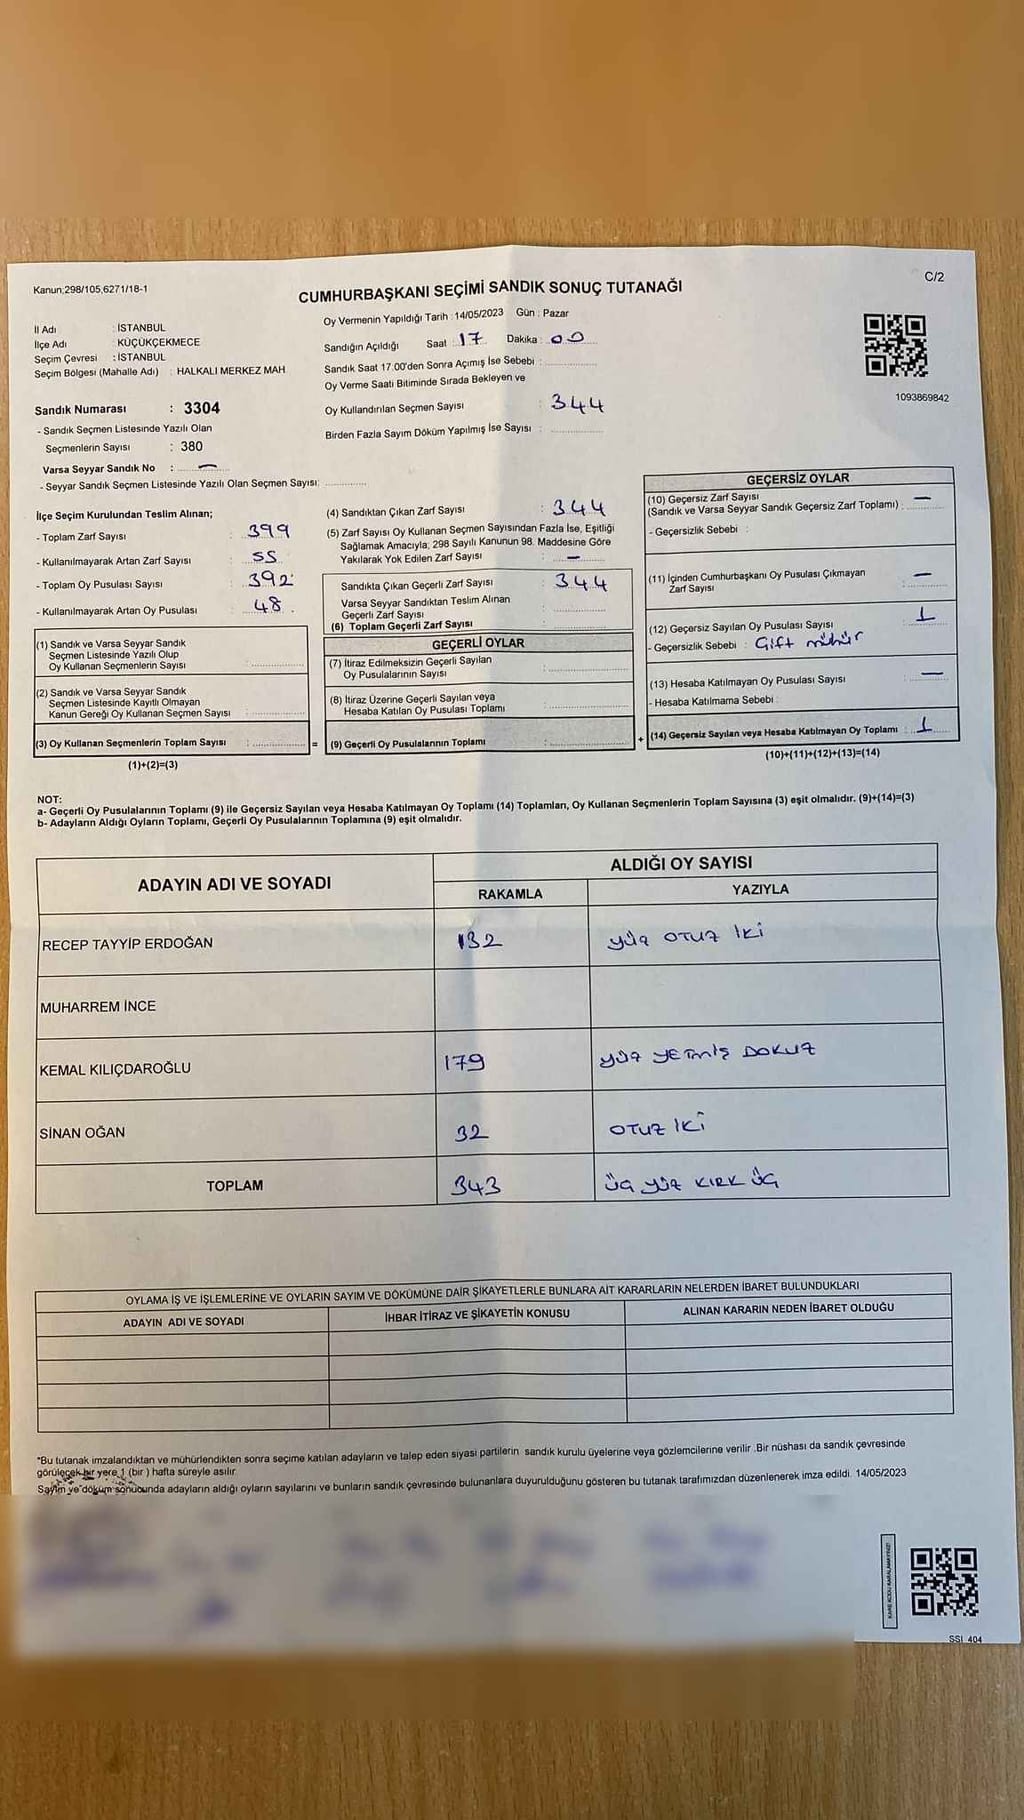 Kanun;298/105,6271/18-1
C/2
CUMHURBAŞKANI SEÇİMİ SANDIK SONUÇ TUTANAĞI
İl Adı : İSTANBUL
İlçe Adı : KÜÇÜKÇEKMECE
Seçim Çevresi : İSTANBUL
Seçim Bölgesi (Mahalle Adı) : HALKALI MERKEZ MAH
Sandık Numarası : 3304
- Sandık Seçmen Listesinde Yazılı Olan
Seçmenlerin Sayısı : 380
Varsa Seyyar Sandık No : —
- Seyyar Sandık Seçmen Listesinde Yazılı Olan Seçmen Sayısı:
Oy Vermenin Yapıldığı Tarih : 14/05/2023 Gün : Pazar
Sandığın Açıldığı Saat : 17 Dakika : 00
Sandık Saat 17:00'den Sonra Açımış İse Sebebi :
Oy Verme Saati Bitiminde Sırada Bekleyen ve
Oy Kullandırılan Seçmen Sayısı : 344
Birden Fazla Sayım Döküm Yapılmış İse Sayısı :
1093869842
İlçe Seçim Kurulundan Teslim Alınan;
- Toplam Zarf Sayısı : 399
- Kullanılmayarak Artan Zarf Sayısı : 55
- Toplam Oy Pusulası Sayısı : 392
- Kullanılmayarak Artan Oy Pusulası : 48
(1) Sandık ve Varsa Seyyar Sandık
Seçmen Listesinde Yazılı Olup
Oy Kullanan Seçmenlerin Sayısı :
(2) Sandık ve Varsa Seyyar Sandık
Seçmen Listesinde Kayıtlı Olmayan
Kanun Gereği Oy Kullanan Seçmen Sayısı :
(3) Oy Kullanan Seçmenlerin Toplam Sayısı : =
(1)+(2)=(3)
(4) Sandıktan Çıkan Zarf Sayısı : 344
(5) Zarf Sayısı Oy Kullanan Seçmen Sayısından Fazla İse, Eşitliği
Sağlamak Amacıyla; 298 Sayılı Kanunun 98. Maddesine Göre
Yakılarak Yok Edilen Zarf Sayısı : —
Sandıkta Çıkan Geçerli Zarf Sayısı : 344
Varsa Seyyar Sandıktan Teslim Alınan
Geçerli Zarf Sayısı :
(6) Toplam Geçerli Zarf Sayısı :
GEÇERLİ OYLAR
(7) İtiraz Edilmeksizin Geçerli Sayılan
Oy Pusulalarının Sayısı :
(8) İtiraz Üzerine Geçerli Sayılan veya
Hesaba Katılan Oy Pusulası Toplamı :
(9) Geçerli Oy Pusulalarının Toplamı : +
GEÇERSİZ OYLAR
(10) Geçersiz Zarf Sayısı
(Sandık ve Varsa Seyyar Sandık Geçersiz Zarf Toplamı) : —
- Geçersizlik Sebebi :
(11) İçinden Cumhurbaşkanı Oy Pusulası Çıkmayan
Zarf Sayısı : —
(12) Geçersiz Sayılan Oy Pusulası Sayısı : 1
- Geçersizlik Sebebi : Çift mühür
(13) Hesaba Katılmayan Oy Pusulası Sayısı : —
- Hesaba Katılmama Sebebi :
(14) Geçersiz Sayılan veya Hesaba Katılmayan Oy Toplamı : 1
(10)+(11)+(12)+(13)=(14)
NOT:
a- Geçerli Oy Pusulalarının Toplamı (9) ile Geçersiz Sayılan veya Hesaba Katılmayan Oy Toplamı (14) Toplamları, Oy Kullanan Seçmenlerin Toplam Sayısına (3) eşit olmalıdır. (9)+(14)=(3)
b- Adayların Aldığı Oyların Toplamı, Geçerli Oy Pusulalarının Toplamına (9) eşit olmalıdır.
ADAYIN ADI VE SOYADI ALDIĞI OY SAYISI
RAKAMLA YAZIYLA
RECEP TAYYİP ERDOĞAN 132 YÜZ OTUZ İKİ
MUHARREM İNCE
KEMAL KILIÇDAROĞLU 179 YÜZ YETMİŞ DOKUZ
SİNAN OĞAN 32 OTUZ İKİ
TOPLAM 343 ÜÇ YÜZ KIRK ÜÇ
OYLAMA İŞ VE İŞLEMLERİNE VE OYLARIN SAYIM VE DÖKÜMÜNE DAİR ŞİKAYETLERLE BUNLARA AİT KARARLARIN NELERDEN İBARET BULUNDUKLARI
ADAYIN ADI VE SOYADI İHBAR İTİRAZ VE ŞİKAYETİN KONUSU ALINAN KARARIN NEDEN İBARET OLDUĞU
"Bu tutanak imzalandıktan ve mühürlendikten sonra seçime katılan adayların ve talep eden siyasi partilerin sandık kurulu üyelerine veya gözlemcilerine verilir .Bir nüshası da sandık çevresinde
görülecek bir yere 1 (bir ) hafta süreyle asılır.
Sayım ve döküm sonucunda adayların aldığı oyların sayılarını ve bunların sandık çevresinde bulunanlara duyurulduğunu gösteren bu tutanak tarafımızdan düzenlenerek imza edildi. 14/05/2023
KARE KODU KARALAMAYINIZ!
SSİ 404